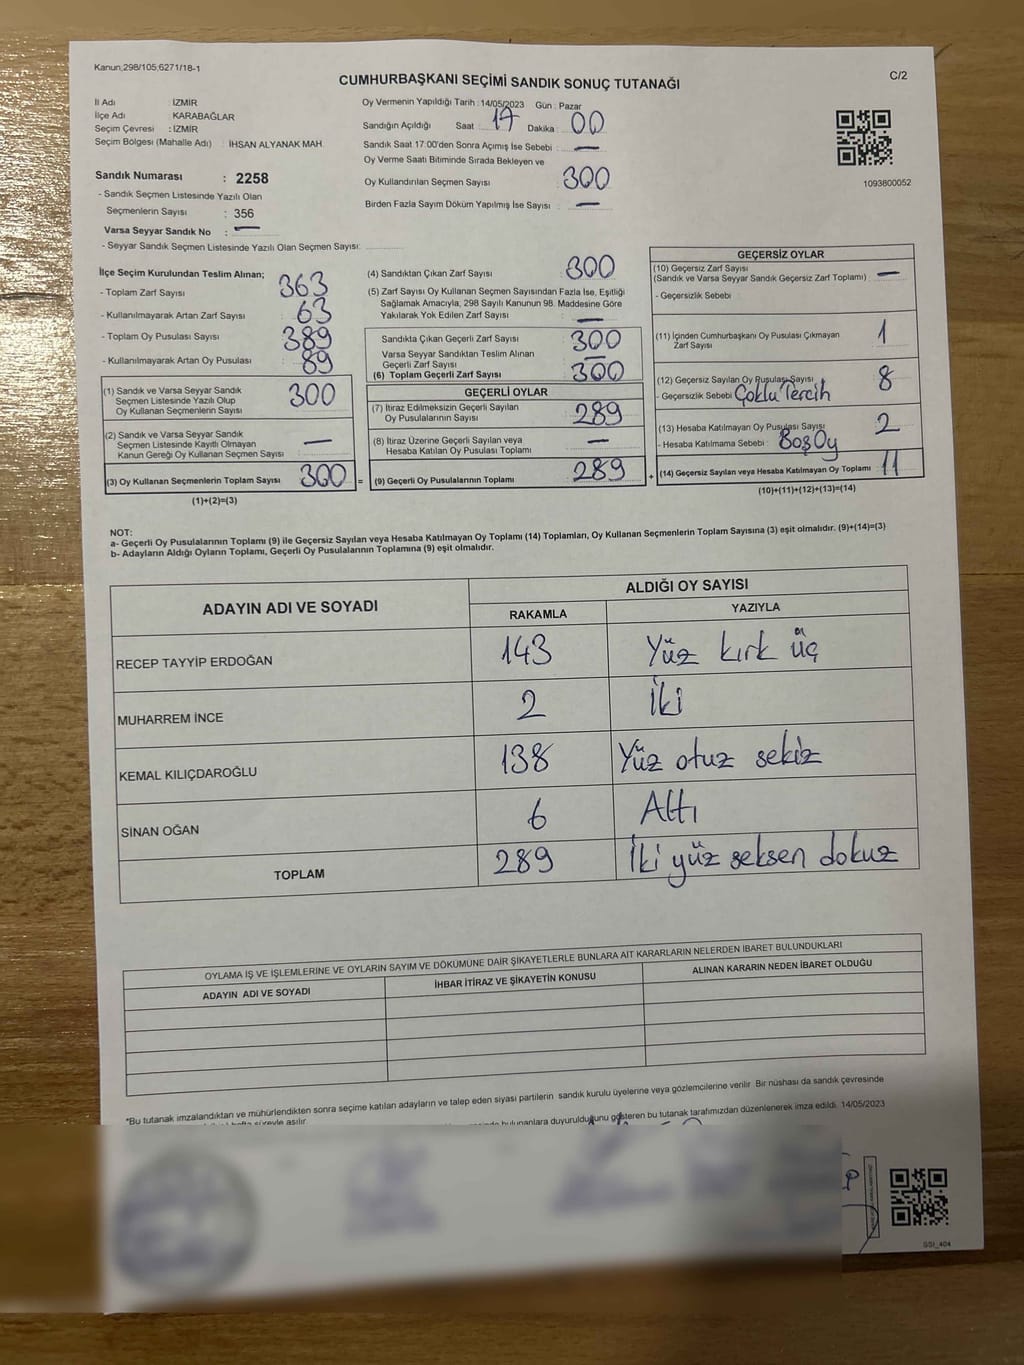 Kanun,298/105,6271/18-1
C/2
CUMHURBAŞKANI SEÇİMİ SANDIK SONUÇ TUTANAĞI
İl Adı : İZMİR
İlçe Adı : KARABAĞLAR
Seçim Çevresi : İZMİR
Seçim Bölgesi (Mahalle Adı) : İHSAN ALYANAK MAH.
Sandık Numarası : 2258
- Sandık Seçmen Listesinde Yazılı Olan
Seçmenlerin Sayısı : 356
Varsa Seyyar Sandık No : —
- Seyyar Sandık Seçmen Listesinde Yazılı Olan Seçmen Sayısı:
Oy Vermenin Yapıldığı Tarih : 14/05/2023 Gün : Pazar
Sandığın Açıldığı Saat : 17 Dakika : 00
Sandık Saat 17:00'den Sonra Açımış İse Sebebi : —
Oy Verme Saati Bitiminde Sırada Bekleyen ve
Oy Kullandırılan Seçmen Sayısı 300
Birden Fazla Sayım Döküm Yapılmış İse Sayısı : —
1093800052
İlçe Seçim Kurulundan Teslim Alınan;
- Toplam Zarf Sayısı : 363
- Kullanılmayarak Artan Zarf Sayısı : 63
- Toplam Oy Pusulası Sayısı : 389
- Kullanılmayarak Artan Oy Pusulası : 89
(1) Sandık ve Varsa Seyyar Sandık
Seçmen Listesinde Yazılı Olup
Oy Kullanan Seçmenlerin Sayısı 300
(2) Sandık ve Varsa Seyyar Sandık
Seçmen Listesinde Kayıtlı Olmayan
Kanun Gereği Oy Kullanan Seçmen Sayısı —
(3) Oy Kullanan Seçmenlerin Toplam Sayısı 300
(1)+(2)=(3)
=
(4) Sandıktan Çıkan Zarf Sayısı 300
(5) Zarf Sayısı Oy Kullanan Seçmen Sayısından Fazla İse, Eşitliği
Sağlamak Amacıyla, 298 Sayılı Kanunun 98. Maddesine Göre
Yakılarak Yok Edilen Zarf Sayısı : —
Sandıkta Çıkan Geçerli Zarf Sayısı 300
Varsa Seyyar Sandıktan Teslim Alınan
Geçerli Zarf Sayısı —
(6) Toplam Geçerli Zarf Sayısı 300
GEÇERLİ OYLAR
(7) İtiraz Edilmeksizin Geçerli Sayılan
Oy Pusulalarının Sayısı 289
(8) İtiraz Üzerine Geçerli Sayılan veya
Hesaba Katılan Oy Pusulası Toplamı —
(9) Geçerli Oy Pusulalarının Toplamı 289
+
GEÇERSİZ OYLAR
(10) Geçersiz Zarf Sayısı
(Sandık ve Varsa Seyyar Sandık Geçersiz Zarf Toplamı) —
- Geçersizlik Sebebi
(11) İçinden Cumhurbaşkanı Oy Pusulası Çıkmayan
Zarf Sayısı 1
(12) Geçersiz Sayılan Oy Pusulası Sayısı 8
- Geçersizlik Sebebi Çoklu Tercih
(13) Hesaba Katılmayan Oy Pusulası Sayısı 2
- Hesaba Katılmama Sebebi : Boş Oy
(14) Geçersiz Sayılan veya Hesaba Katılmayan Oy Toplamı 11
(10)+(11)+(12)+(13)=(14)
NOT:
a- Geçerli Oy Pusulalarının Toplamı (9) ile Geçersiz Sayılan veya Hesaba Katılmayan Oy Toplamı (14) Toplamları, Oy Kullanan Seçmenlerin Toplam Sayısına (3) eşit olmalıdır. (9)+(14)=(3)
b- Adayların Aldığı Oyların Toplamı, Geçerli Oy Pusulalarının Toplamına (9) eşit olmalıdır.
ADAYIN ADI VE SOYADI ALDIĞI OY SAYISI
RAKAMLA YAZIYLA
RECEP TAYYİP ERDOĞAN 143 Yüz kırk üç
MUHARREM İNCE 2 İki
KEMAL KILIÇDAROĞLU 138 Yüz otuz sekiz
SİNAN OĞAN 6 Altı
TOPLAM 289 İki yüz seksen dokuz
OYLAMA İŞ VE İŞLEMLERİNE VE OYLARIN SAYIM VE DÖKÜMÜNE DAİR ŞİKAYETLERLE BUNLARA AİT KARARLARIN NELERDEN İBARET BULUNDUKLARI
ADAYIN ADI VE SOYADI İHBAR İTİRAZ VE ŞİKAYETİN KONUSU ALINAN KARARIN NEDEN İBARET OLDUĞU
*Bu tutanak imzalandıktan ve mühürlendikten sonra seçime katılan adayların ve talep eden siyasi partilerin sandık kurulu üyelerine veya gözlemcilerine verilir. Bir nüshası da sandık çevresinde
hafta süreyle asılır. bulunanlara duyurulduğunu gösteren bu tutanak tarafımızdan düzenlenerek imza edildi. 14/05/2023
GSI_404